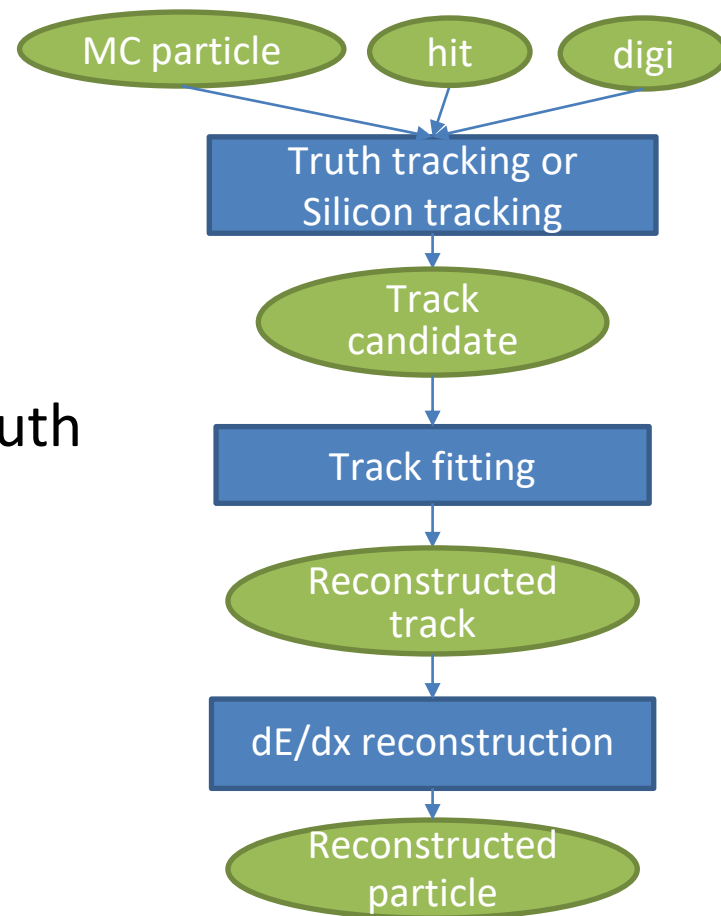 MC particle
hit
digi
Truth tracking or
Silicon tracking
Track
candidate
uth
Track fitting
Reconstructed
track
dE/dx reconstruction
Reconstructed
particle